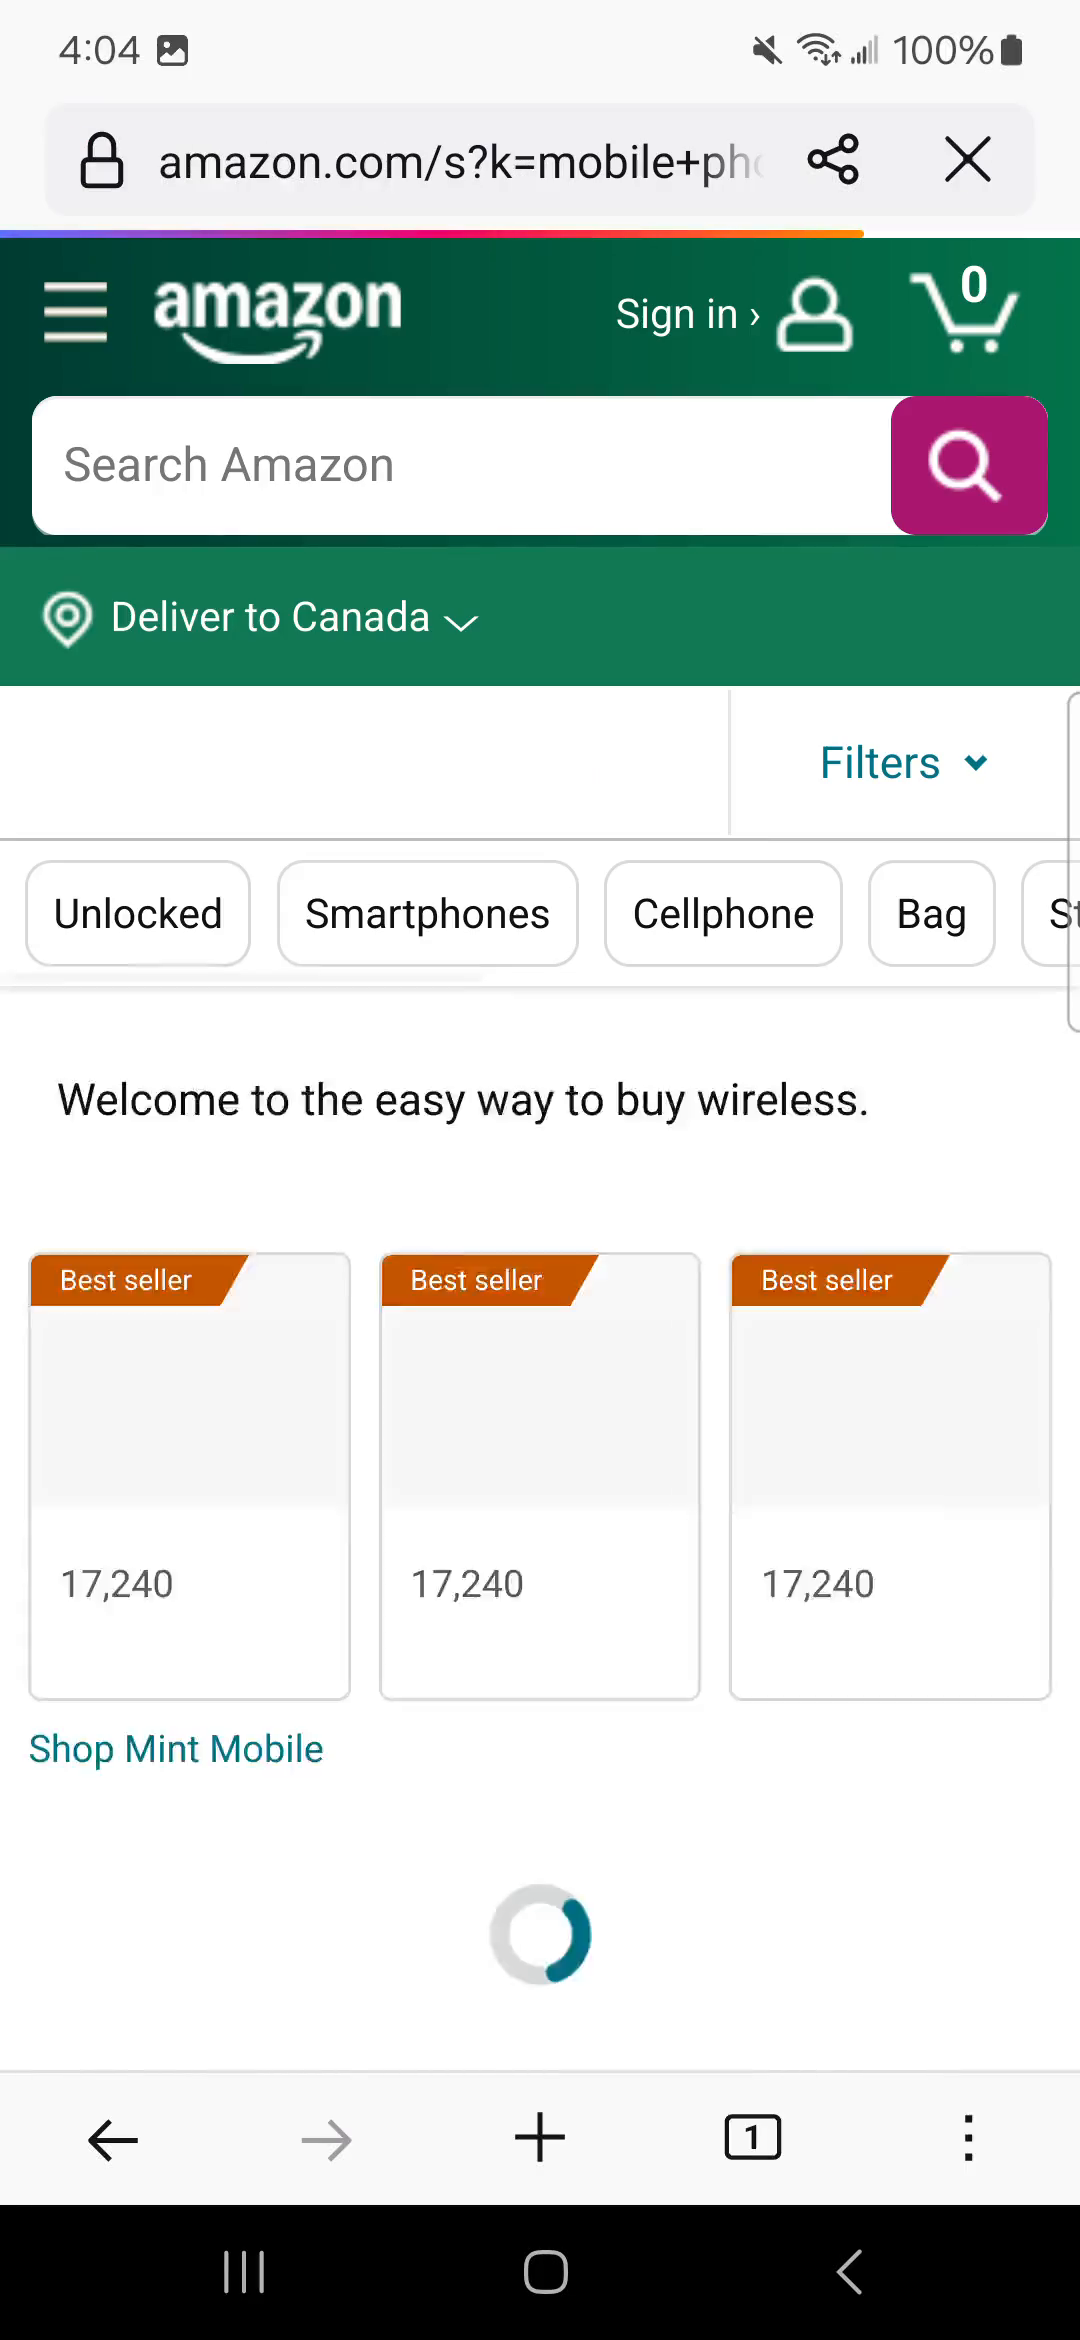 4:04 100%
amazon.com/s?k=mobile+pho
amazon Sign in › 0
Search Amazon
Deliver to Canada
Filters
Unlocked Smartphones Cellphone Bag St
Welcome to the easy way to buy wireless.
Best seller Best seller Best seller
17,240 17,240 17,240
Shop Mint Mobile
1